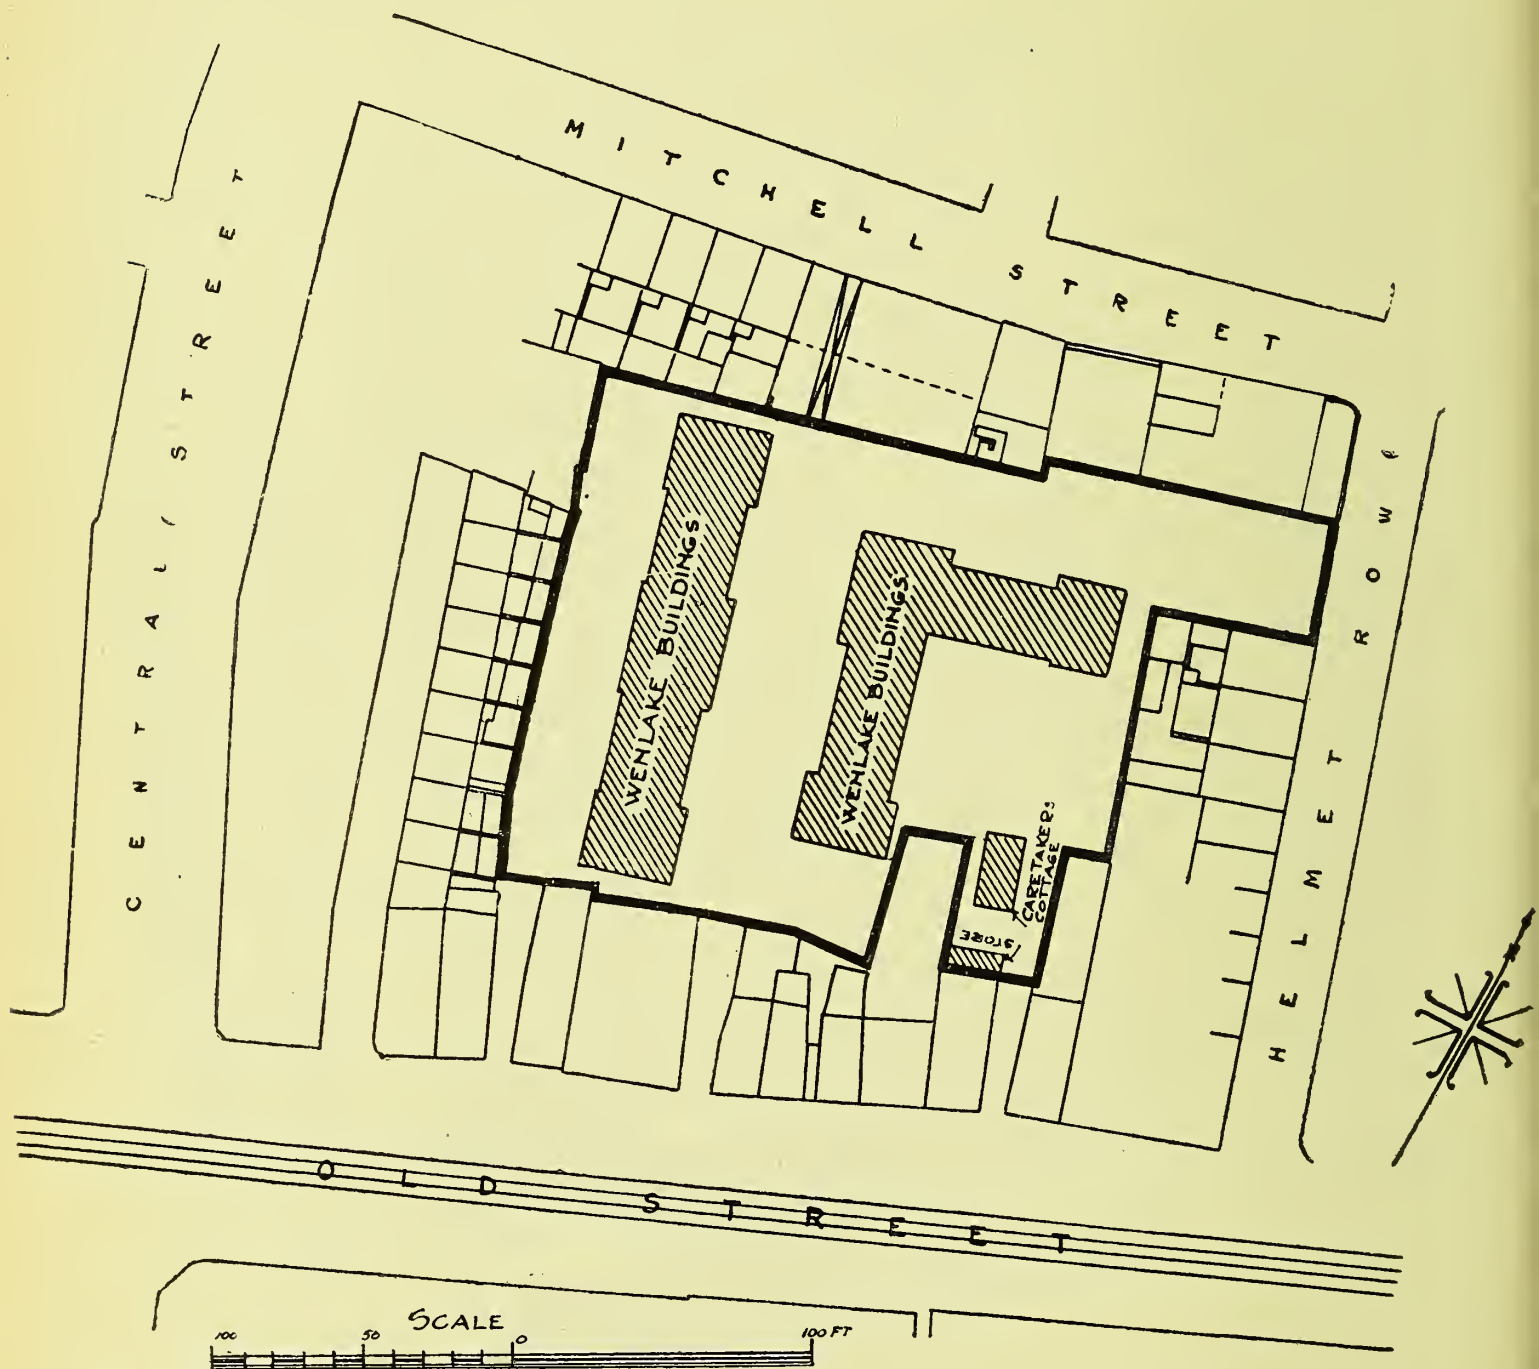 MITCHELL STREET
CENTRAL STREET
WENLAKE BUILDINGS
WENLAKE BUILDINGS
HELMET ROW
CARETAKERS
COTTAGE
STORE
OLD STREET
SCALE
100 50 0 100 FT
N